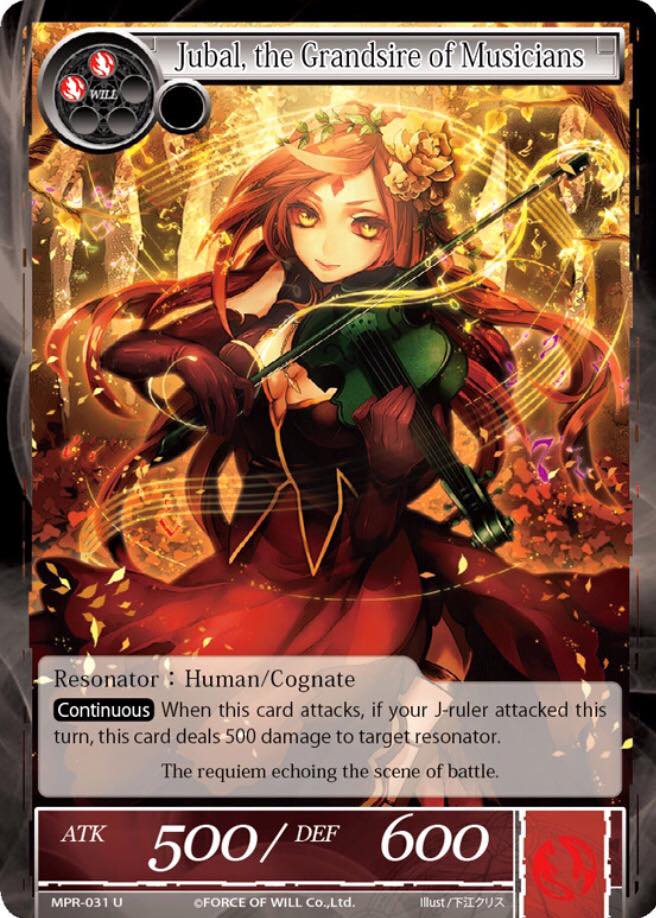 Jubal, the Grandsire of Musicians
WILL
Resonator : Human/Cognate
Continuous When this card attacks, if your J-ruler attacked this
turn, this card deals 500 damage to target resonator.
The requiem echoing the scene of battle.
ATK 500/ DEF 600
MPR-031 U ©FORCE OF WILL Co.,Ltd. Illust/下江クリス